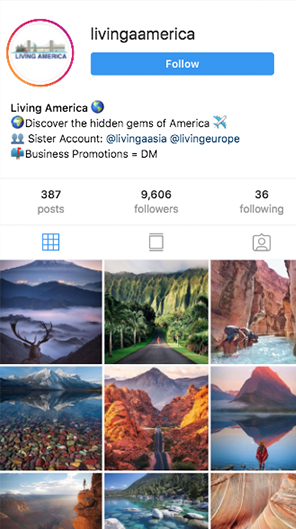 livingaamerica
LIVING AMERICA
Follow
Living America 🌎
🌍Discover the hidden gems of America ✈️
👥 Sister Account: @livingaasia @livingeurope
📫Business Promotions = DM
387 9,606 36
posts followers following